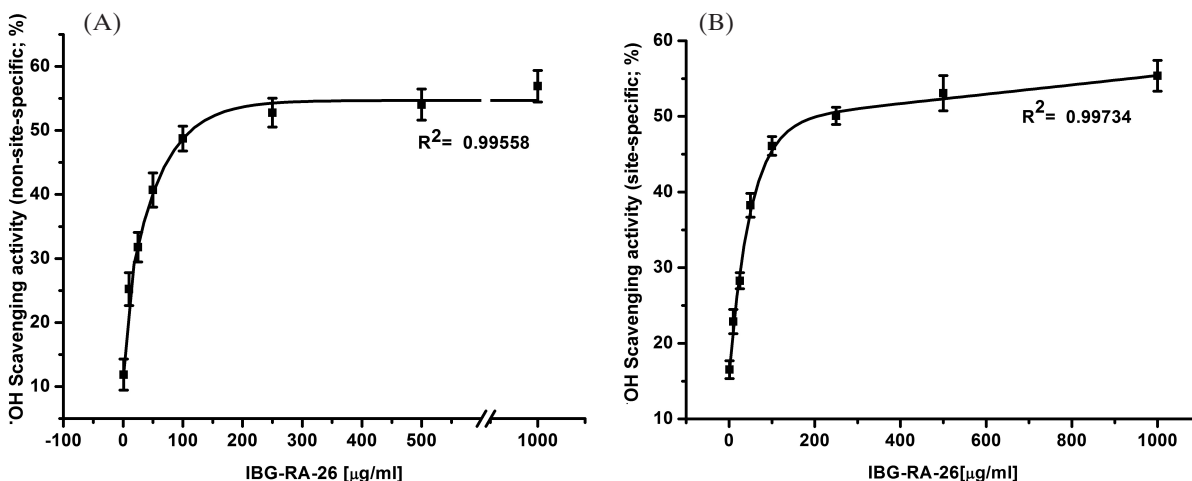 (A)
·OH Scavenging activity (non-site-specific; %)
60
50
40
30
20
10
R2= 0.99558
-100 0 100 200 300 400 500 1000
IBG-RA-26 [μg/ml]
(B)
·OH Scavenging activity (site-specific; %)
60
50
40
30
20
10
R2= 0.99734
0 200 400 600 800 1000
IBG-RA-26[μg/ml]